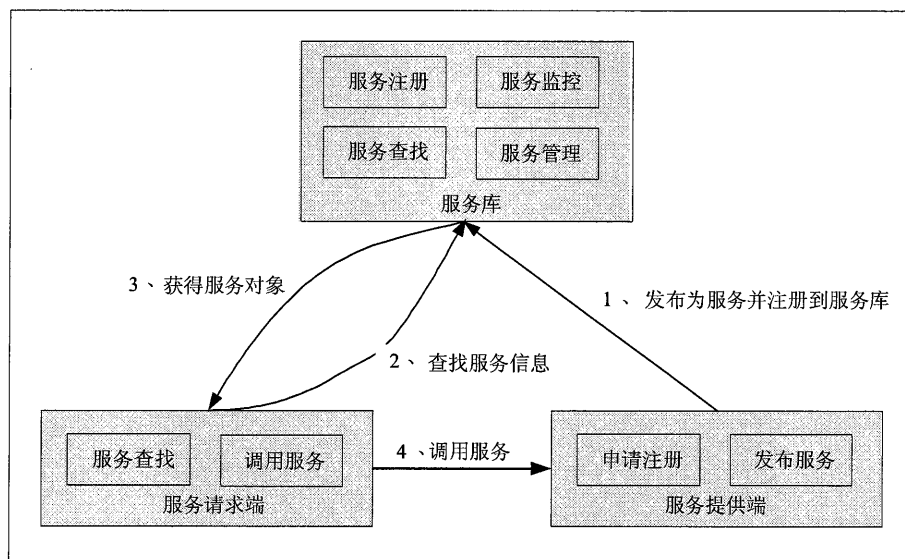 服务注册 服务监控
服务查找 服务管理
服务库
3、获得服务对象
1、 发布为服务并注册到服务库
2、 查找服务信息
服务查找 调用服务
服务请求端
4、调用服务
申请注册 发布服务
服务提供端